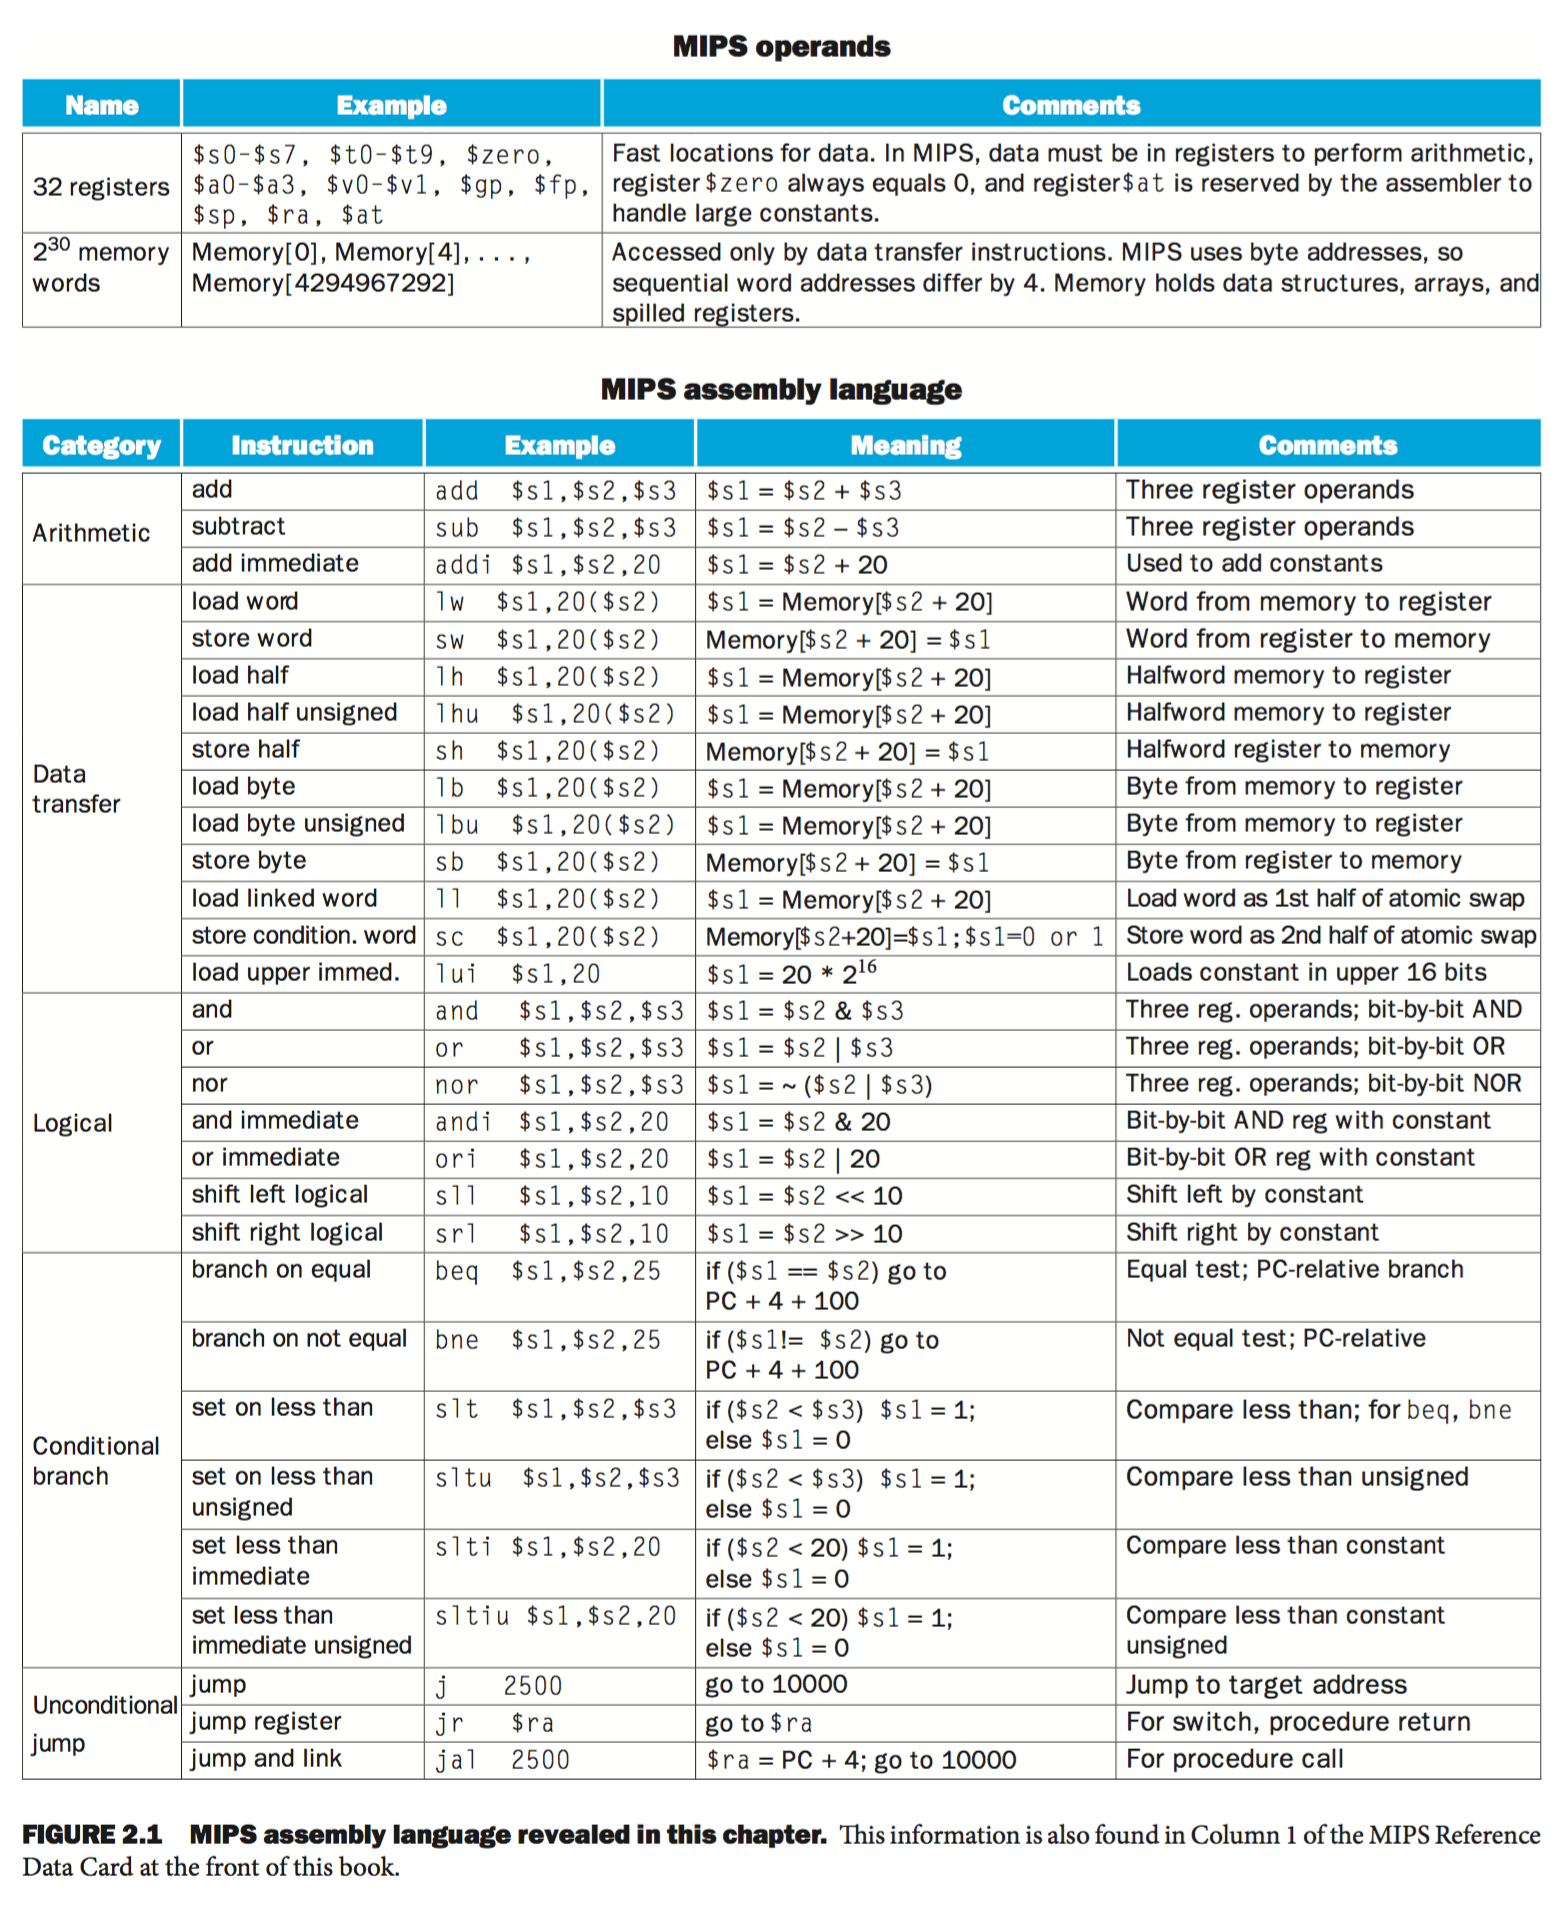 MIPS operands
Name Example Comments
32 registers $s0–$s7, $t0–$t9, $zero, Fast locations for data. In MIPS, data must be in registers to perform arithmetic,
$a0–$a3, $v0–$v1, $gp, $fp, register $zero always equals 0, and register $at is reserved by the assembler to
$sp, $ra, $at handle large constants.
2³⁰ memory Memory[0], Memory[4], . . . , Accessed only by data transfer instructions. MIPS uses byte addresses, so
words Memory[4294967292] sequential word addresses differ by 4. Memory holds data structures, arrays, and
spilled registers.
MIPS assembly language
Category Instruction Example Meaning Comments
Arithmetic
add add $s1,$s2,$s3 $s1 = $s2 + $s3 Three register operands
subtract sub $s1,$s2,$s3 $s1 = $s2 – $s3 Three register operands
add immediate addi $s1,$s2,20 $s1 = $s2 + 20 Used to add constants
Data
transfer
load word lw $s1,20($s2) $s1 = Memory[$s2 + 20] Word from memory to register
store word sw $s1,20($s2) Memory[$s2 + 20] = $s1 Word from register to memory
load half lh $s1,20($s2) $s1 = Memory[$s2 + 20] Halfword memory to register
load half unsigned lhu $s1,20($s2) $s1 = Memory[$s2 + 20] Halfword memory to register
store half sh $s1,20($s2) Memory[$s2 + 20] = $s1 Halfword register to memory
load byte lb $s1,20($s2) $s1 = Memory[$s2 + 20] Byte from memory to register
load byte unsigned lbu $s1,20($s2) $s1 = Memory[$s2 + 20] Byte from memory to register
store byte sb $s1,20($s2) Memory[$s2 + 20] = $s1 Byte from register to memory
load linked word ll $s1,20($s2) $s1 = Memory[$s2 + 20] Load word as 1st half of atomic swap
store condition. word sc $s1,20($s2) Memory[$s2+20]=$s1;$s1=0 or 1 Store word as 2nd half of atomic swap
load upper immed. lui $s1,20 $s1 = 20 * 2¹⁶ Loads constant in upper 16 bits
Logical
and and $s1,$s2,$s3 $s1 = $s2 & $s3 Three reg. operands; bit-by-bit AND
or or $s1,$s2,$s3 $s1 = $s2 | $s3 Three reg. operands; bit-by-bit OR
nor nor $s1,$s2,$s3 $s1 = ~ ($s2 | $s3) Three reg. operands; bit-by-bit NOR
and immediate andi $s1,$s2,20 $s1 = $s2 & 20 Bit-by-bit AND reg with constant
or immediate ori $s1,$s2,20 $s1 = $s2 | 20 Bit-by-bit OR reg with constant
shift left logical sll $s1,$s2,10 $s1 = $s2 << 10 Shift left by constant
shift right logical srl $s1,$s2,10 $s1 = $s2 >> 10 Shift right by constant
Conditional
branch
branch on equal beq $s1,$s2,25 if ($s1 == $s2) go to Equal test; PC-relative branch
PC + 4 + 100
branch on not equal bne $s1,$s2,25 if ($s1!= $s2) go to Not equal test; PC-relative
PC + 4 + 100
set on less than slt $s1,$s2,$s3 if ($s2 < $s3) $s1 = 1; Compare less than; for beq, bne
else $s1 = 0
set on less than sltu $s1,$s2,$s3 if ($s2 < $s3) $s1 = 1; Compare less than unsigned
unsigned else $s1 = 0
set less than slti $s1,$s2,20 if ($s2 < 20) $s1 = 1; Compare less than constant
immediate else $s1 = 0
set less than sltiu $s1,$s2,20 if ($s2 < 20) $s1 = 1; Compare less than constant
immediate unsigned else $s1 = 0 unsigned
Unconditional
jump
jump j 2500 go to 10000 Jump to target address
jump register jr $ra go to $ra For switch, procedure return
jump and link jal 2500 $ra = PC + 4; go to 10000 For procedure call
FIGURE 2.1 MIPS assembly language revealed in this chapter. This information is also found in Column 1 of the MIPS Reference
Data Card at the front of this book.